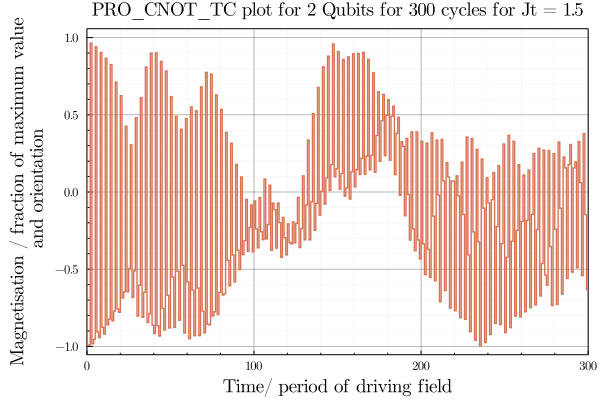 PRO_CNOT_TC plot for 2 Qubits for 300 cycles for Jt = 1.5
Magnetisation / fraction of maximum value
and orientation
1.0
0.5
0.0
−0.5
−1.0
0
100
200
300
Time/ period of driving field